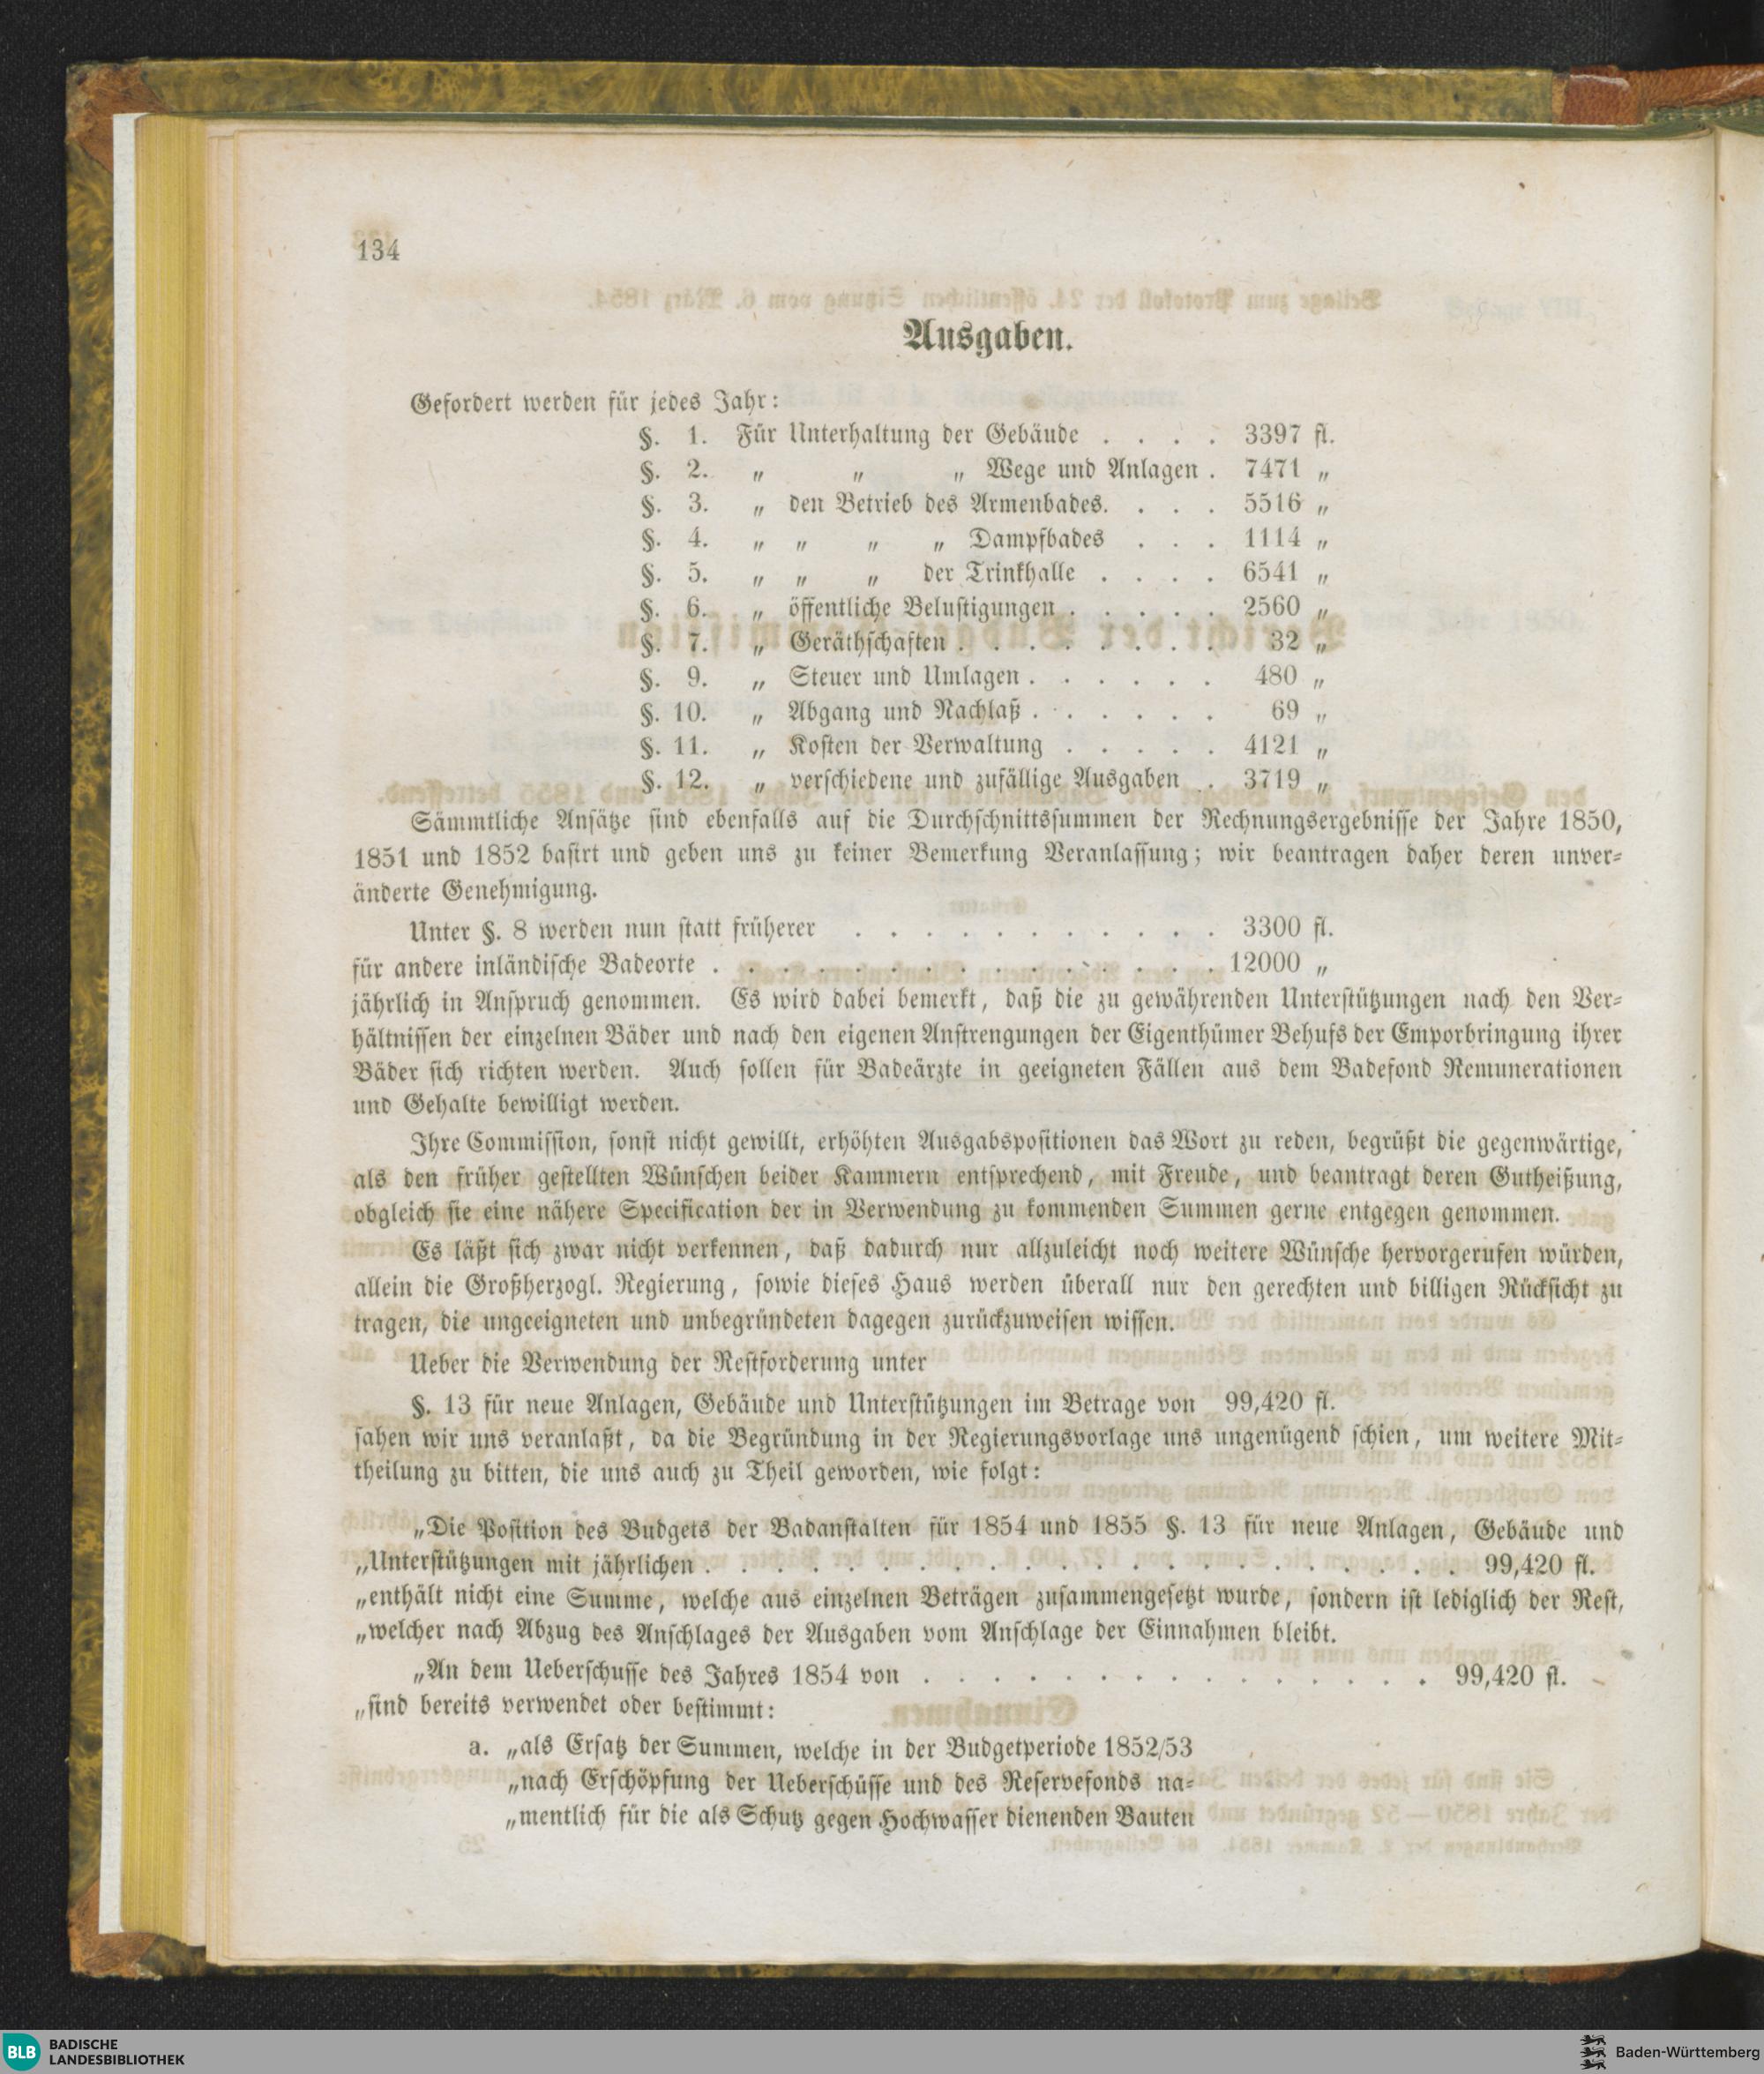 134
Ausgaben.
Gefordert werden für jedes Jahr:
§. 1. Für Unterhaltung der Gebäude . . . . 3397 fl.
§. 2. „ „ „ Wege und Anlagen . 7471 „
§. 3. „ den Betrieb des Armenbades. . . . 5516 „
§. 4. „ „ „ „ Dampfbades . . . 1114 „
§. 5. „ „ „ der Trinkhalle . . . . 6541 „
§. 6. „ öffentliche Belustigungen . . . . . 2560 „
§. 7. „ Geräthschaften . . . . . . . . 32 „
§. 9. „ Steuer und Umlagen . . . . . . 480 „
§. 10. „ Abgang und Nachlaß . . . . . . 69 „
§. 11. „ Kosten der Verwaltung . . . . . 4121 „
§. 12. „ verschiedene und zufällige Ausgaben . 3719 „
Sämmtliche Ansätze sind ebenfalls auf die Durchschnittssummen der Rechnungsergebnisse der Jahre 1850,
1851 und 1852 basirt und geben uns zu keiner Bemerkung Veranlassung; wir beantragen daher deren unver-
änderte Genehmigung.
Unter §. 8 werden nun statt früherer . . . . . . . . . . . 3300 fl.
für andere inländische Badeorte . . . . . . . . . . . . . . . 12000 „
jährlich in Anspruch genommen. Es wird dabei bemerkt, daß die zu gewährenden Unterstützungen nach den Ver-
hältnissen der einzelnen Bäder und nach den eigenen Anstrengungen der Eigenthümer Behufs der Emporbringung ihrer
Bäder sich richten werden. Auch sollen für Badeärzte in geeigneten Fällen aus dem Badefond Remunerationen
und Gehalte bewilligt werden.
Ihre Commission, sonst nicht gewillt, erhöhten Ausgabspositionen das Wort zu reden, begrüßt die gegenwärtige,
als den früher gestellten Wünschen beider Kammern entsprechend, mit Freude, und beantragt deren Gutheißung,
obgleich sie eine nähere Specification der in Verwendung zu kommenden Summen gerne entgegen genommen.
Es läßt sich zwar nicht verkennen, daß dadurch nur allzuleicht noch weitere Wünsche hervorgerufen würden,
allein die Großherzogl. Regierung, sowie dieses Haus werden überall nur den gerechten und billigen Rücksicht zu
tragen, die ungeeigneten und unbegründeten dagegen zurückzuweisen wissen.
Ueber die Verwendung der Restforderung unter
§. 13 für neue Anlagen, Gebäude und Unterstützungen im Betrage von 99,420 fl.
sahen wir uns veranlaßt, da die Begründung in der Regierungsvorlage uns ungenügend schien, um weitere Mit-
theilung zu bitten, die uns auch zu Theil geworden, wie folgt:
„Die Position des Budgets der Badanstalten für 1854 und 1855 §. 13 für neue Anlagen, Gebäude und
„Unterstützungen mit jährlichen . . . . . . . . . . . . . . . . . . . . . . 99,420 fl.
„enthält nicht eine Summe, welche aus einzelnen Beträgen zusammengesetzt wurde, sondern ist lediglich der Rest,
„welcher nach Abzug des Anschlages der Ausgaben vom Anschlage der Einnahmen bleibt.
„An dem Ueberschusse des Jahres 1854 von . . . . . . . . . . . . . . . 99,420 fl.
„sind bereits verwendet oder bestimmt:
a. „als Ersatz der Summen, welche in der Budgetperiode 1852/53
„nach Erschöpfung der Ueberschüsse und des Reservefonds na-
„mentlich für die als Schutz gegen Hochwasser dienenden Bauten
BLB BADISCHE
LANDESBIBLIOTHEK
Baden-Württemberg